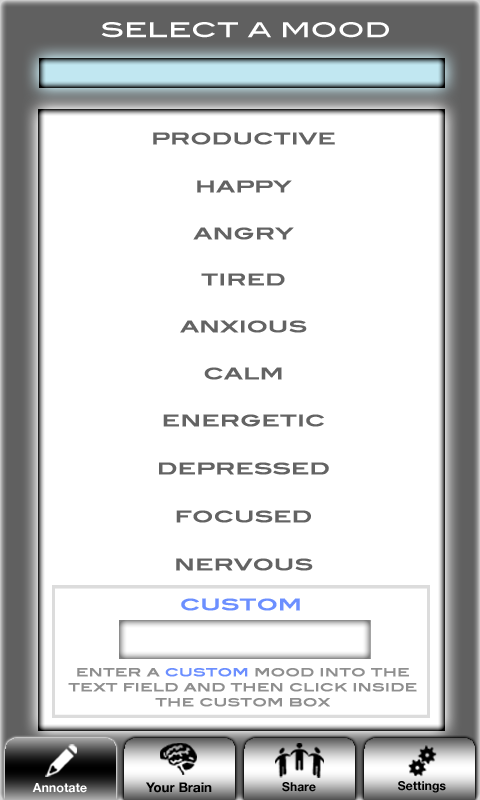 SELECT A MOOD
PRODUCTIVE
HAPPY
ANGRY
TIRED
ANXIOUS
CALM
ENERGETIC
DEPRESSED
FOCUSED
NERVOUS
CUSTOM
ENTER A CUSTOM MOOD INTO THE
TEXT FIELD AND THEN CLICK INSIDE
THE CUSTOM BOX
Annotate
Your Brain
Share
Settings